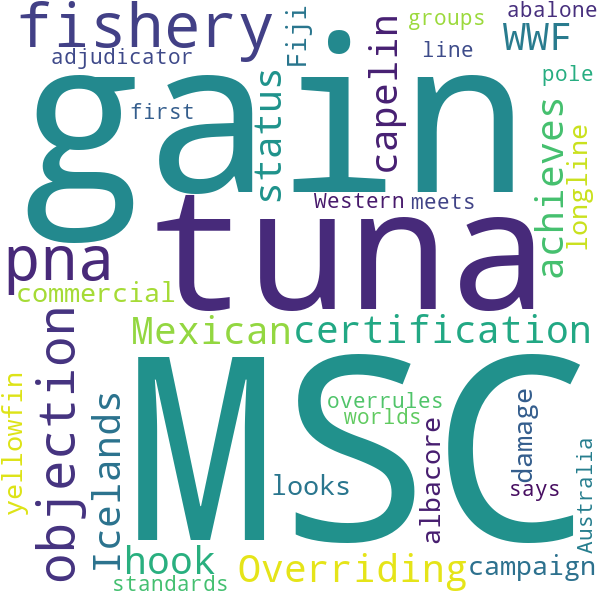 fishery
Fiji
groups
abalone
adjudicator
line
WWF
capelin
pole
gain
first
status
achieves
longline
Western
meets
tuna
pna
commercial
Mexican
certification
objection
Icelands
MSC
yellowfin
overrules
worlds
albacore
damage
looks
says
Australia
hook
Overriding
campaign
standards